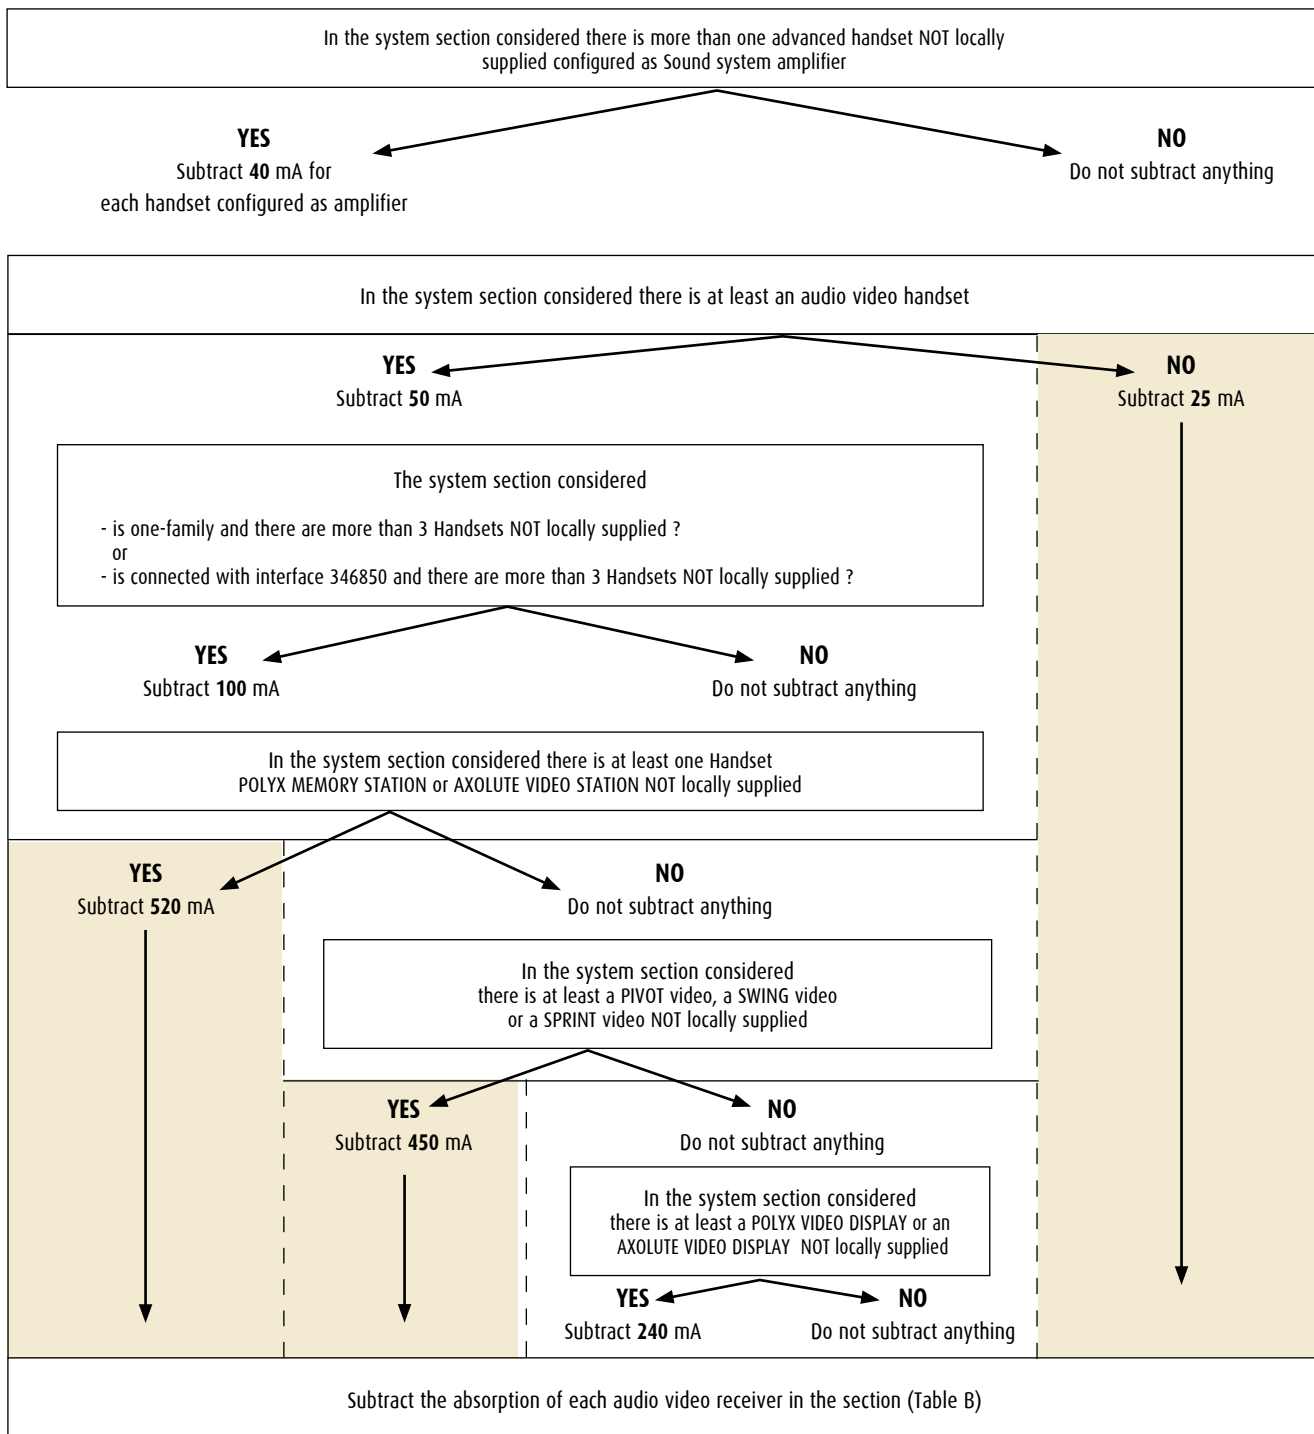 In the system section considered there is more than one advanced handset NOT locally
supplied configured as Sound system amplifier
YES
Subtract 40 mA for
each handset configured as amplifier
NO
Do not subtract anything
In the system section considered there is at least an audio video handset
YES
Subtract 50 mA
NO
Subtract 25 mA
The system section considered
- is one-family and there are more than 3 Handsets NOT locally supplied ?
or
- is connected with interface 346850 and there are more than 3 Handsets NOT locally supplied ?
YES
Subtract 100 mA
NO
Do not subtract anything
In the system section considered there is at least one Handset
POLYX MEMORY STATION or AXOLUTE VIDEO STATION NOT locally supplied
YES
Subtract 520 mA
NO
Do not subtract anything
In the system section considered
there is at least a PIVOT video, a SWING video
or a SPRINT video NOT locally supplied
YES
Subtract 450 mA
NO
Do not subtract anything
In the system section considered
there is at least a POLYX VIDEO DISPLAY or an
AXOLUTE VIDEO DISPLAY NOT locally supplied
YES
Subtract 240 mA
NO
Do not subtract anything
Subtract the absorption of each audio video receiver in the section (Table B)